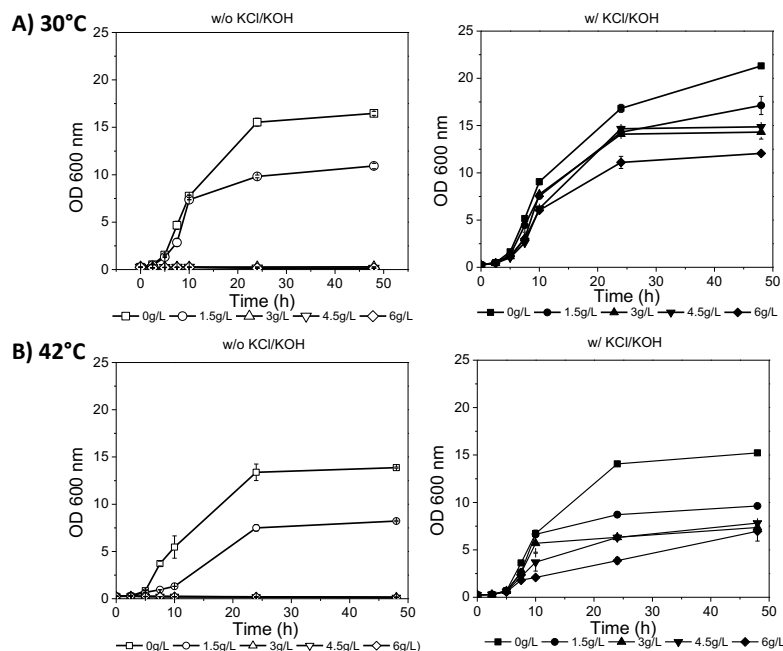 A) 30°C
w/o KCl/KOH
w/ KCl/KOH
25
20
15
10
5
0
OD 600 nm
0 10 20 30 40 50
Time (h)
0g/L 1.5g/L 3g/L 4.5g/L 6g/L
25
20
15
10
5
0
OD 600 nm
0 10 20 30 40 50
Time (h)
0g/L 1.5g/L 3g/L 4.5g/L 6g/L
B) 42°C
w/o KCl/KOH
w/ KCl/KOH
25
20
15
10
5
0
OD 600 nm
0 10 20 30 40 50
Time (h)
0g/L 1.5g/L 3g/L 4.5g/L 6g/L)
25
20
15
10
5
0
OD 600 nm
0 10 20 30 40 50
Time (h)
0g/L 1.5g/L 3g/L 4.5g/L 6g/L